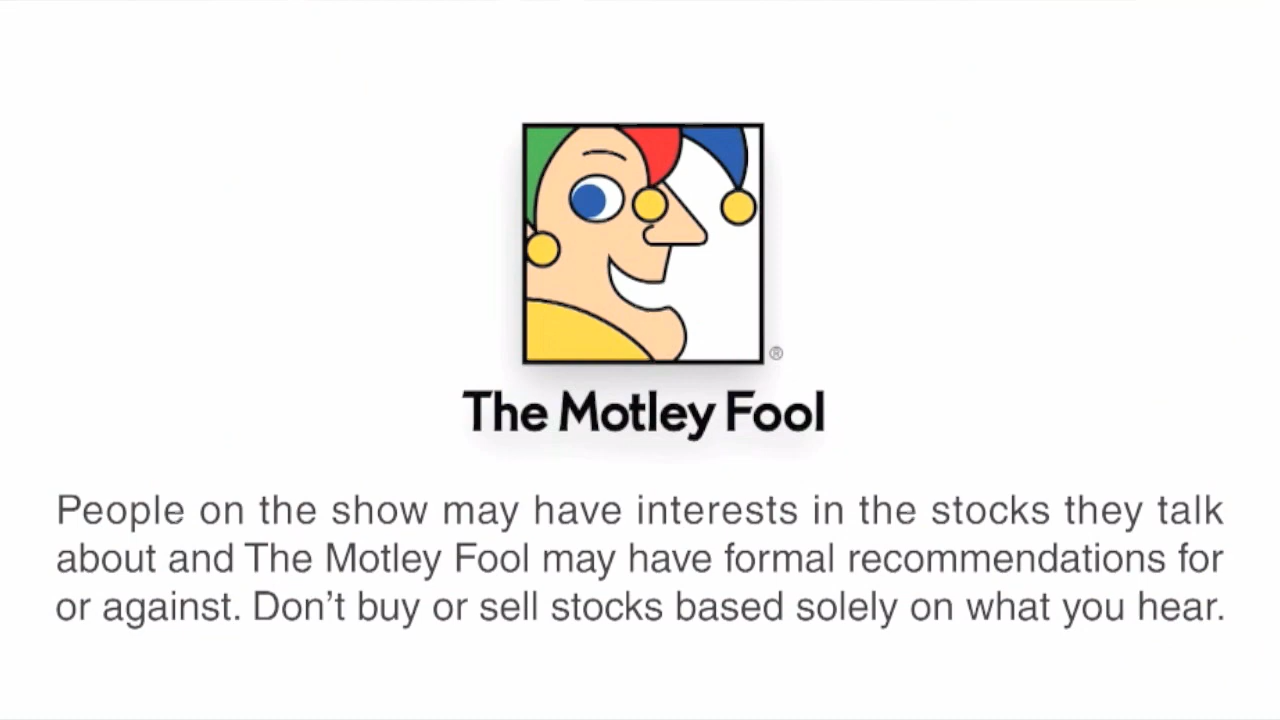 ®
The Motley Fool
People on the show may have interests in the stocks they talk
about and The Motley Fool may have formal recommendations for
or against. Don’t buy or sell stocks based solely on what you hear.